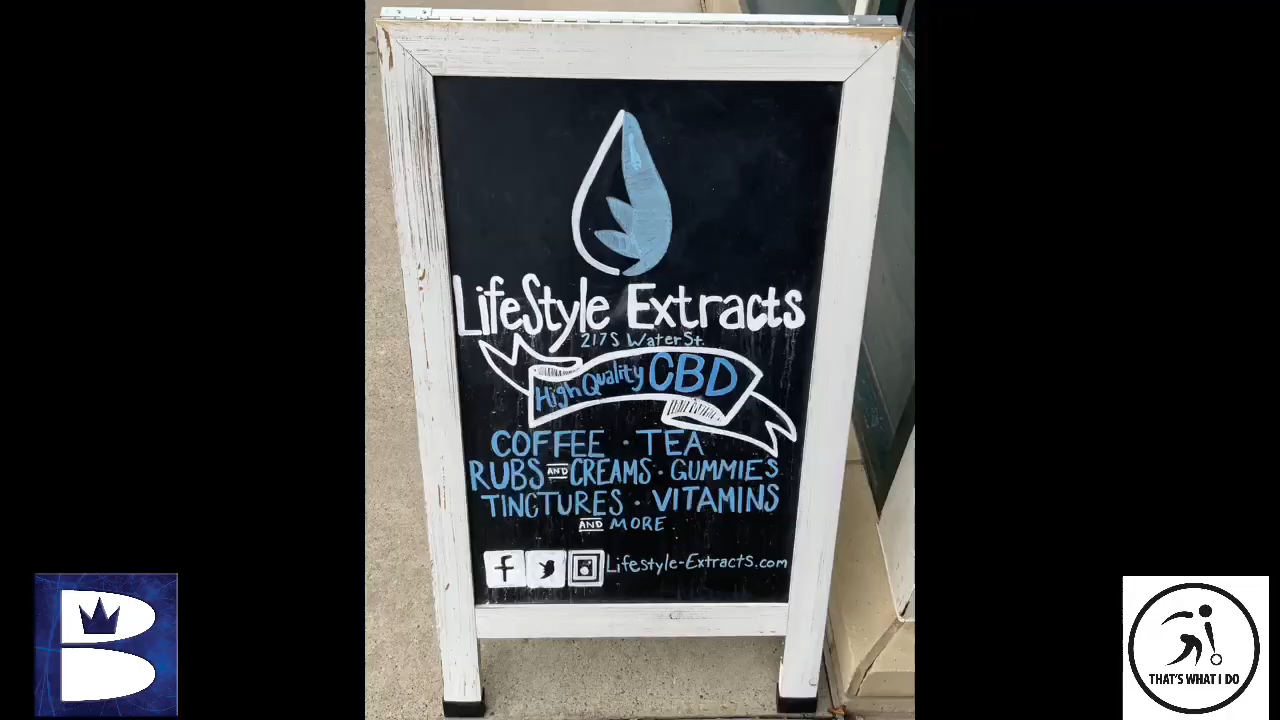 LifeStyle Extracts
217 S Water St.
High Quality CBD
COFFEE · TEA
RUBS AND CREAMS · GUMMIES
TINCTURES · VITAMINS
AND MORE
f
Lifestyle-Extracts.com
B
THAT'S WHAT I DO